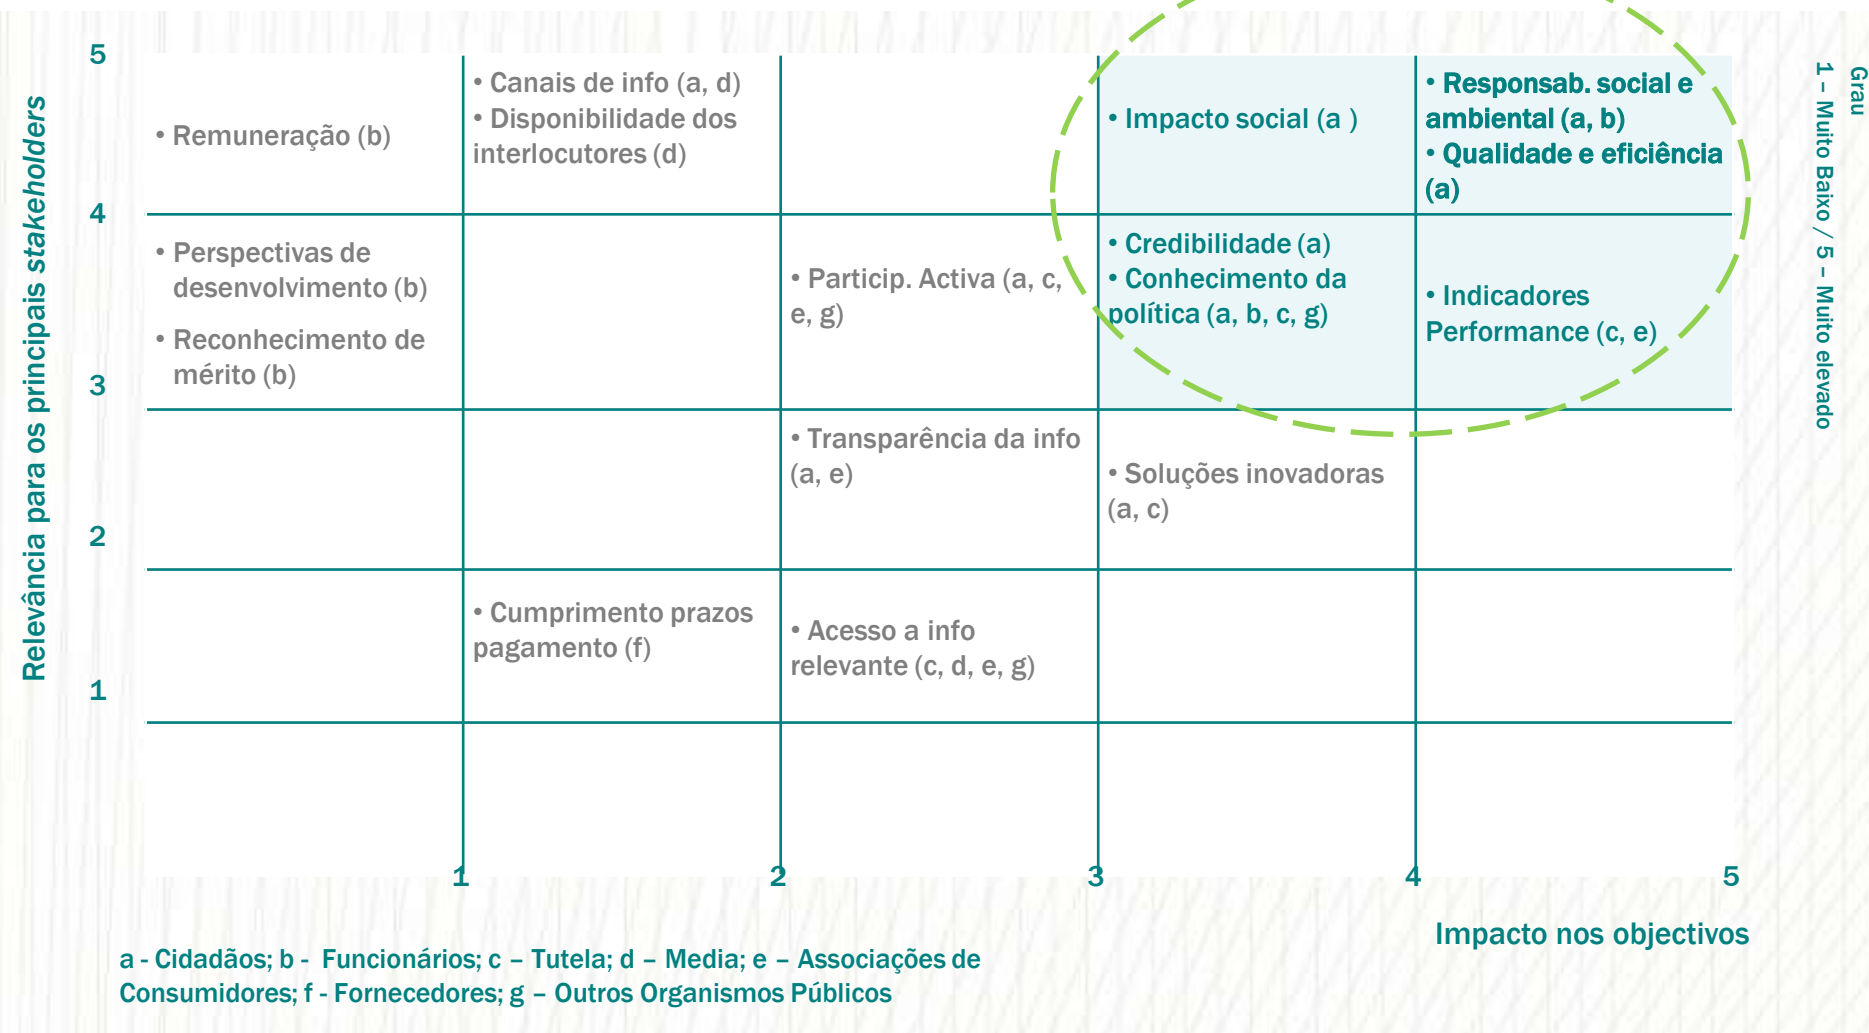 Grau
1 – Muito Baixo / 5 – Muito elevado
Relevância para os principais stakeholders
5
• Remuneração (b)
• Canais de info (a, d)
• Disponibilidade dos
interlocutores (d)
• Impacto social (a )
• Responsab. social e
ambiental (a, b)
• Qualidade e eficiência
(a)
4
• Perspectivas de
desenvolvimento (b)
• Reconhecimento de
mérito (b)
• Particip. Activa (a, c,
e, g)
• Credibilidade (a)
• Conhecimento da
política (a, b, c, g)
• Indicadores
Performance (c, e)
3
• Transparência da info
(a, e)
• Soluções inovadoras
(a, c)
2
• Cumprimento prazos
pagamento (f)
• Acesso a info
relevante (c, d, e, g)
1
1
2
3
4
5
Impacto nos objectivos
a - Cidadãos; b - Funcionários; c – Tutela; d – Media; e – Associações de
Consumidores; f - Fornecedores; g – Outros Organismos Públicos